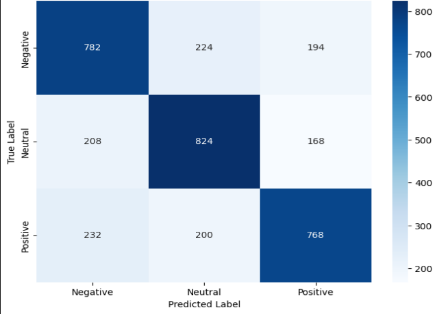 Negative 782 224 194
Neutral 208 824 168
Positive 232 200 768
True Label
Negative Neutral Positive
Predicted Label
800
700
600
500
400
300
200